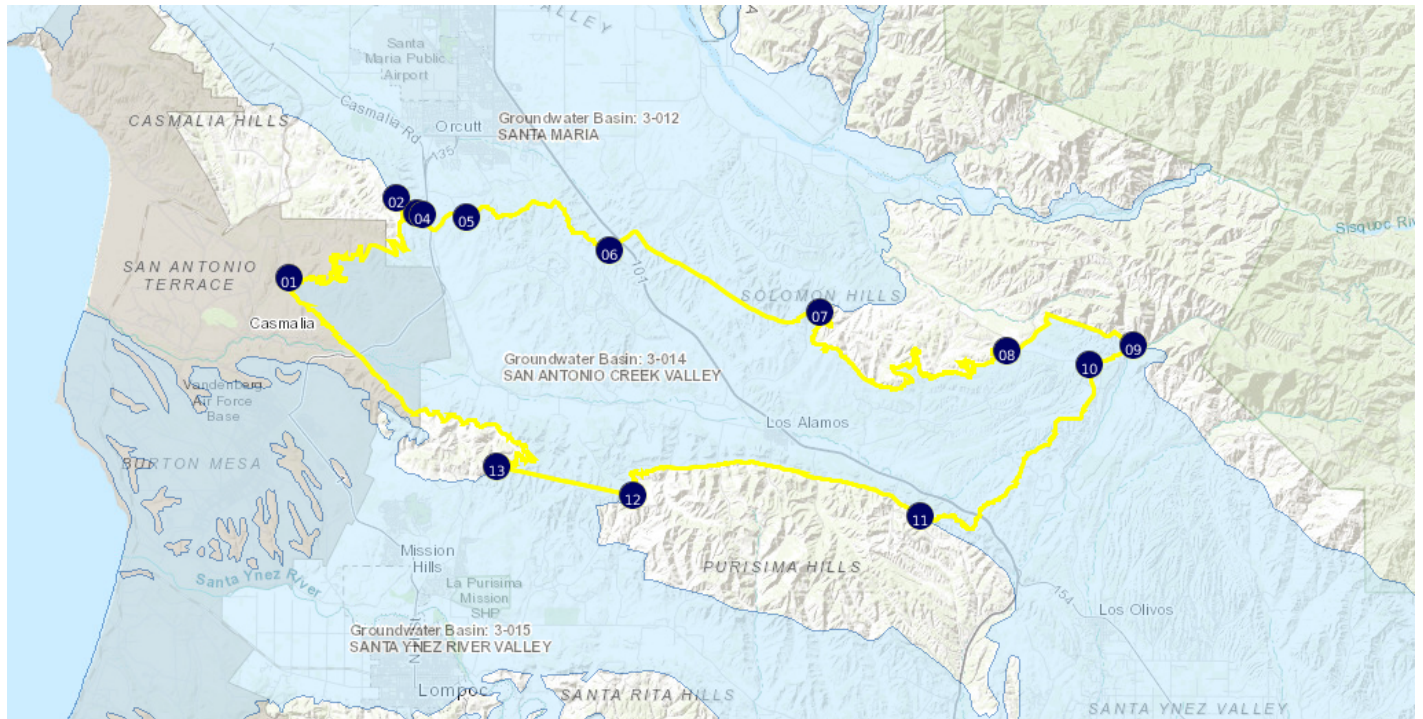 VALLEY
A
Santa
Maria Public
Airport
1
Casmalia Rd
Orcutt
135
CASMALIA HILLS
Groundwater Basin: 3-012
SANTA MARIA
02
04
05
Sisquoc Riv
06
SAN ANTONIO
TERRACE
01
101
SOLOMON HILLS
07
Casmalia
08
09
10
Groundwater Basin: 3-014
SAN ANTONIO CREEK VALLEY
Vandenburg
Air Force
Base
Los Alamos
BURTON MESA
13
12
11
Mission
Hills
PURISIMA HILLS
Santa Ynez River
La Purisima
Mission
SHP
154
Los Olivos
Groundwater Basin: 3-015
SANTA YNEZ RIVER VALLEY
Lompoc
SANTA RITA HILLS
SANTA YNEZ VALLEY